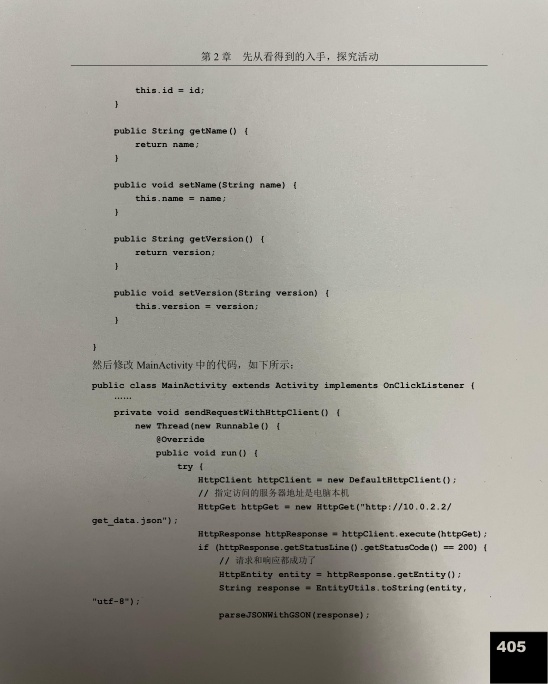 第 2 章 先从看得到的入手，探究活动
this.id = id;
}
public String getName() {
return name;
}
public void setName(String name) {
this.name = name;
}
public String getVersion() {
return version;
}
public void setVersion(String version) {
this.version = version;
}
}
然后修改 MainActivity 中的代码，如下所示：
public class MainActivity extends Activity implements OnClickListener {
……
private void sendRequestWithHttpClient() {
new Thread(new Runnable() {
@Override
public void run() {
try {
HttpClient httpClient = new DefaultHttpClient();
// 指定访问的服务器地址是电脑本机
HttpGet httpGet = new HttpGet("http://10.0.2.2/
get_data.json");
HttpResponse httpResponse = httpClient.execute(httpGet);
if (httpResponse.getStatusLine().getStatusCode() == 200) {
// 请求和响应都成功了
HttpEntity entity = httpResponse.getEntity();
String response = EntityUtils.toString(entity,
"utf-8");
parseJSONWithGSON(response);
405